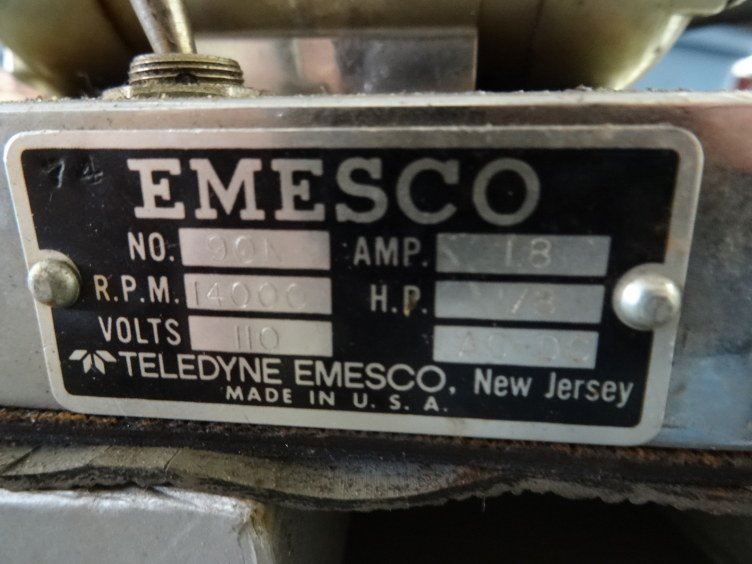 74
EMESCO
NO. 90N AMP. 1.8
R.P.M. 14000 H.P. 1/8
VOLTS 110 AC-DC
TELEDYNE EMESCO, New Jersey
MADE IN U. S. A.